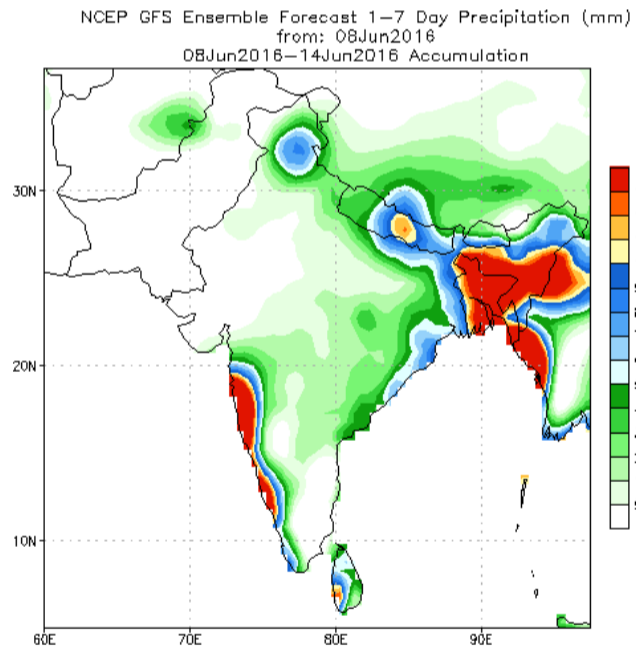 NCEP GFS Ensemble Forecast 1–7 Day Precipitation (mm)
from: 08Jun2016
08Jun2016–14Jun2016 Accumulation
30N
20N
10N
60E
70E
80E
90E